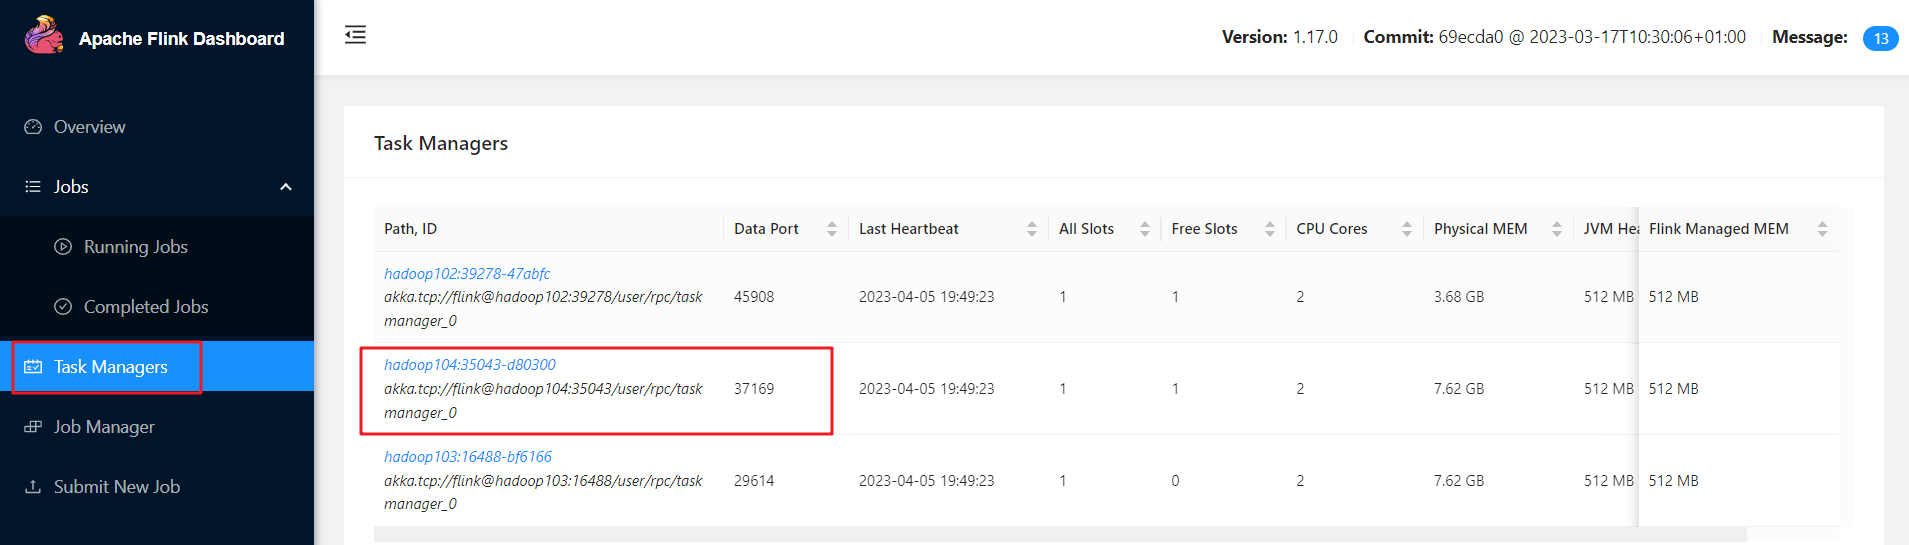 Apache Flink Dashboard
Version: 1.17.0 Commit: 69ecda0 @ 2023-03-17T10:30:06+01:00 Message: 13
Overview
Jobs
Running Jobs
Completed Jobs
Task Managers
Job Manager
Submit New Job
Task Managers
Path, ID Data Port Last Heartbeat All Slots Free Slots CPU Cores Physical MEM JVM Hea Flink Managed MEM
hadoop102:39278-47abfc
akka.tcp://flink@hadoop102:39278/user/rpc/task 45908 2023-04-05 19:49:23 1 1 2 3.68 GB 512 MB 512 MB
manager_0
hadoop104:35043-d80300
akka.tcp://flink@hadoop104:35043/user/rpc/task 37169 2023-04-05 19:49:23 1 1 2 7.62 GB 512 MB 512 MB
manager_0
hadoop103:16488-bf6166
akka.tcp://flink@hadoop103:16488/user/rpc/task 29614 2023-04-05 19:49:23 1 0 2 7.62 GB 512 MB 512 MB
manager_0